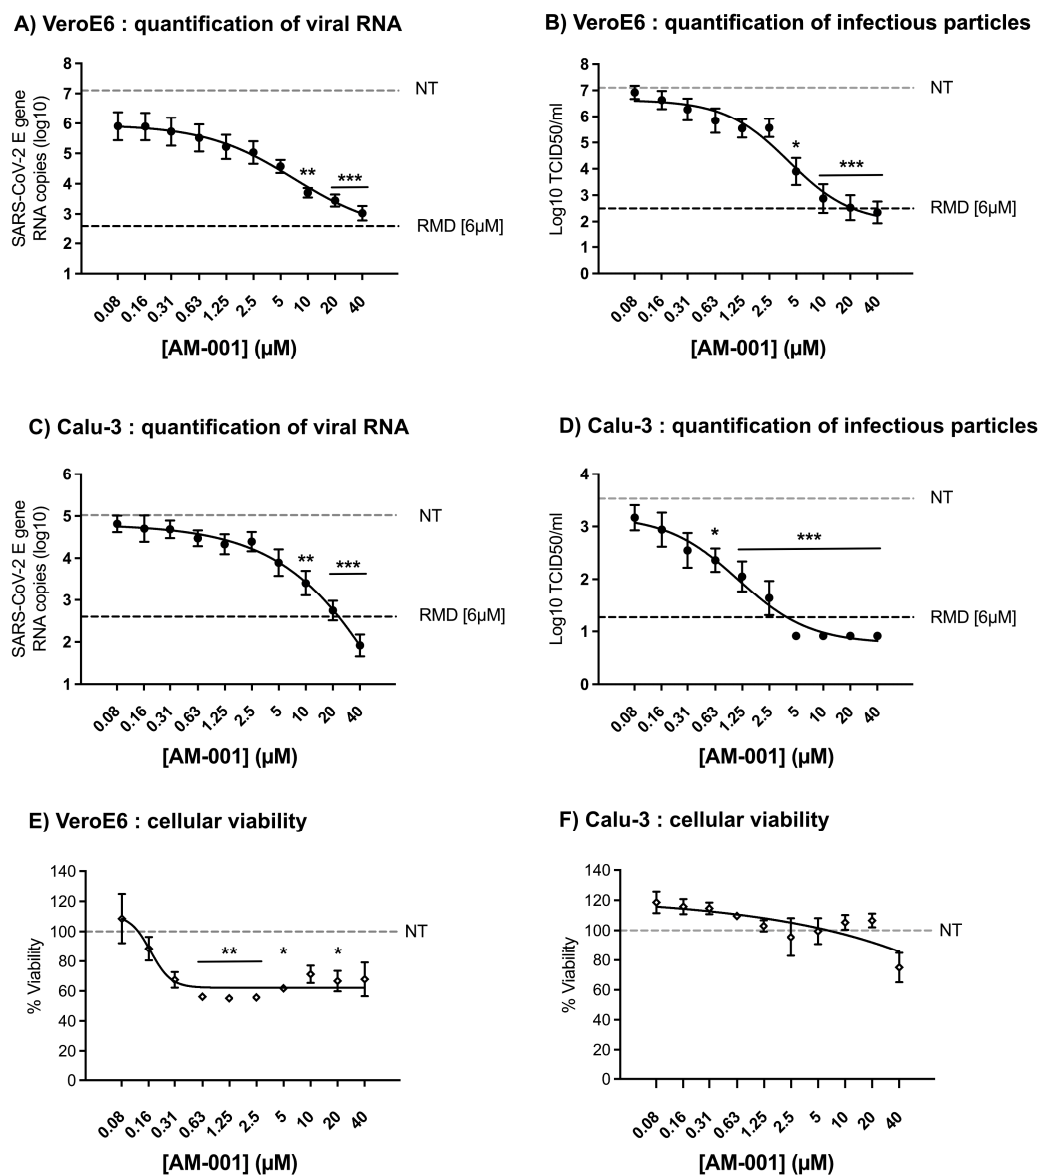 A) VeroE6 : quantification of viral RNA
8
7
6
5
4
3
2
1
SARS-CoV-2 E gene
RNA copies (log10)
NT
**
***
RMD [6µM]
0.08 0.16 0.31 0.63 1.25 2.5 5 10 20 40
[AM-001] (µM)
B) VeroE6 : quantification of infectious particles
8
7
6
5
4
3
2
1
0
Log10 TCID50/ml
NT
*
***
RMD [6µM]
0.08 0.16 0.31 0.63 1.25 2.5 5 10 20 40
[AM-001] (µM)
C) Calu-3 : quantification of viral RNA
6
5
4
3
2
1
SARS-CoV-2 E gene
RNA copies (log10)
NT
**
***
RMD [6µM]
0.08 0.16 0.31 0.63 1.25 2.5 5 10 20 40
[AM-001] (µM)
D) Calu-3 : quantification of infectious particles
4
3
2
1
0
Log10 TCID50/ml
NT
*
***
RMD [6µM]
0.08 0.16 0.31 0.63 1.25 2.5 5 10 20 40
[AM-001] (µM)
E) VeroE6 : cellular viability
140
120
100
80
60
40
20
0
% Viability
NT
** * *
0.08 0.16 0.31 0.63 1.25 2.5 5 10 20 40
[AM-001] (µM)
F) Calu-3 : cellular viability
140
120
100
80
60
40
20
0
% Viability
NT
0.08 0.16 0.31 0.63 1.25 2.5 5 10 20 40
[AM-001] (µM)